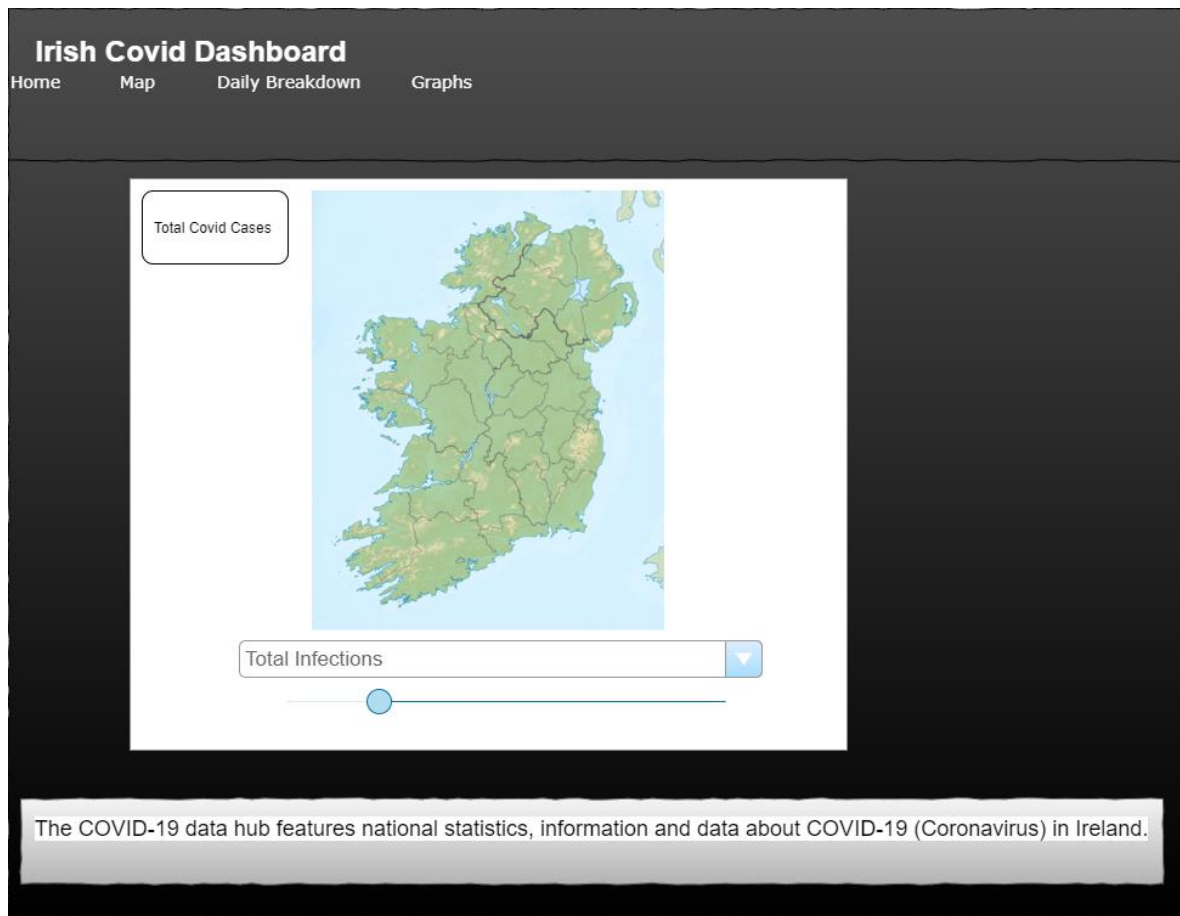 Irish Covid Dashboard
Home Map Daily Breakdown Graphs
Total Covid Cases
Total Infections
The COVID-19 data hub features national statistics, information and data about COVID-19 (Coronavirus) in Ireland.